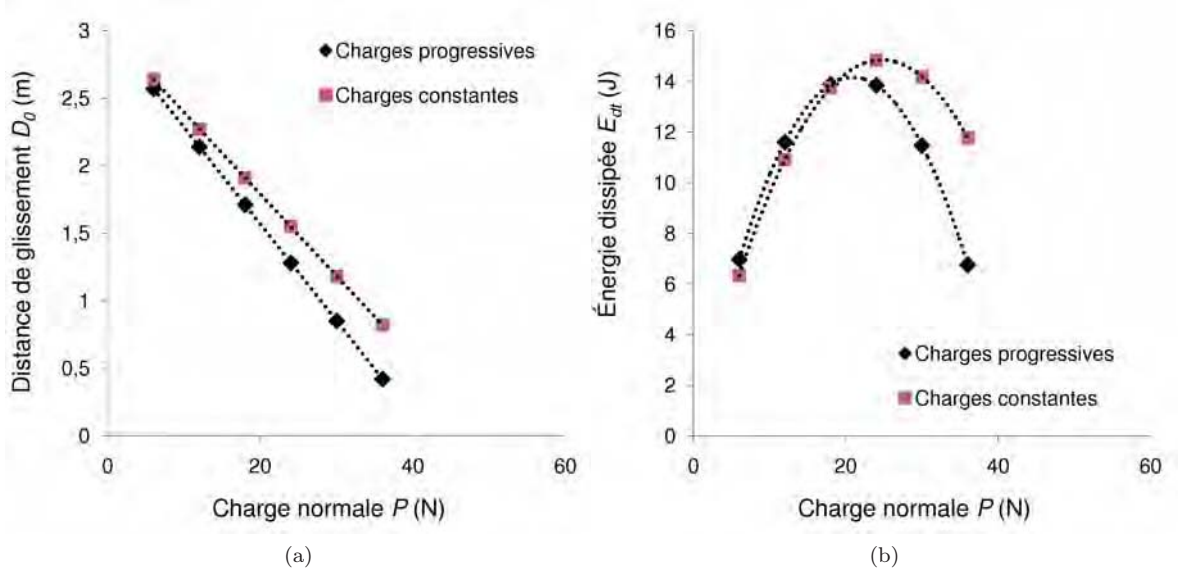 3
2,5
2
1,5
1
0,5
0
0
20
40
60
Distance de glissement D0 (m)
Charge normale P (N)
Charges progressives
Charges constantes
(a)
16
14
12
10
8
6
4
2
0
0
20
40
60
Énergie dissipée Edt (J)
Charge normale P (N)
Charges progressives
Charges constantes
(b)